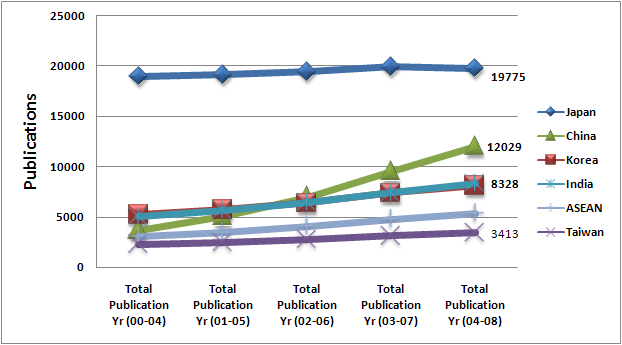 25000
20000
15000
10000
5000
0
Publications
19775
12029
8328
3413
Japan
China
Korea
India
ASEAN
Taiwan
Total Publication Yr (00-04)
Total Publication Yr (01-05)
Total Publication Yr (02-06)
Total Publication Yr (03-07)
Total Publication Yr (04-08)